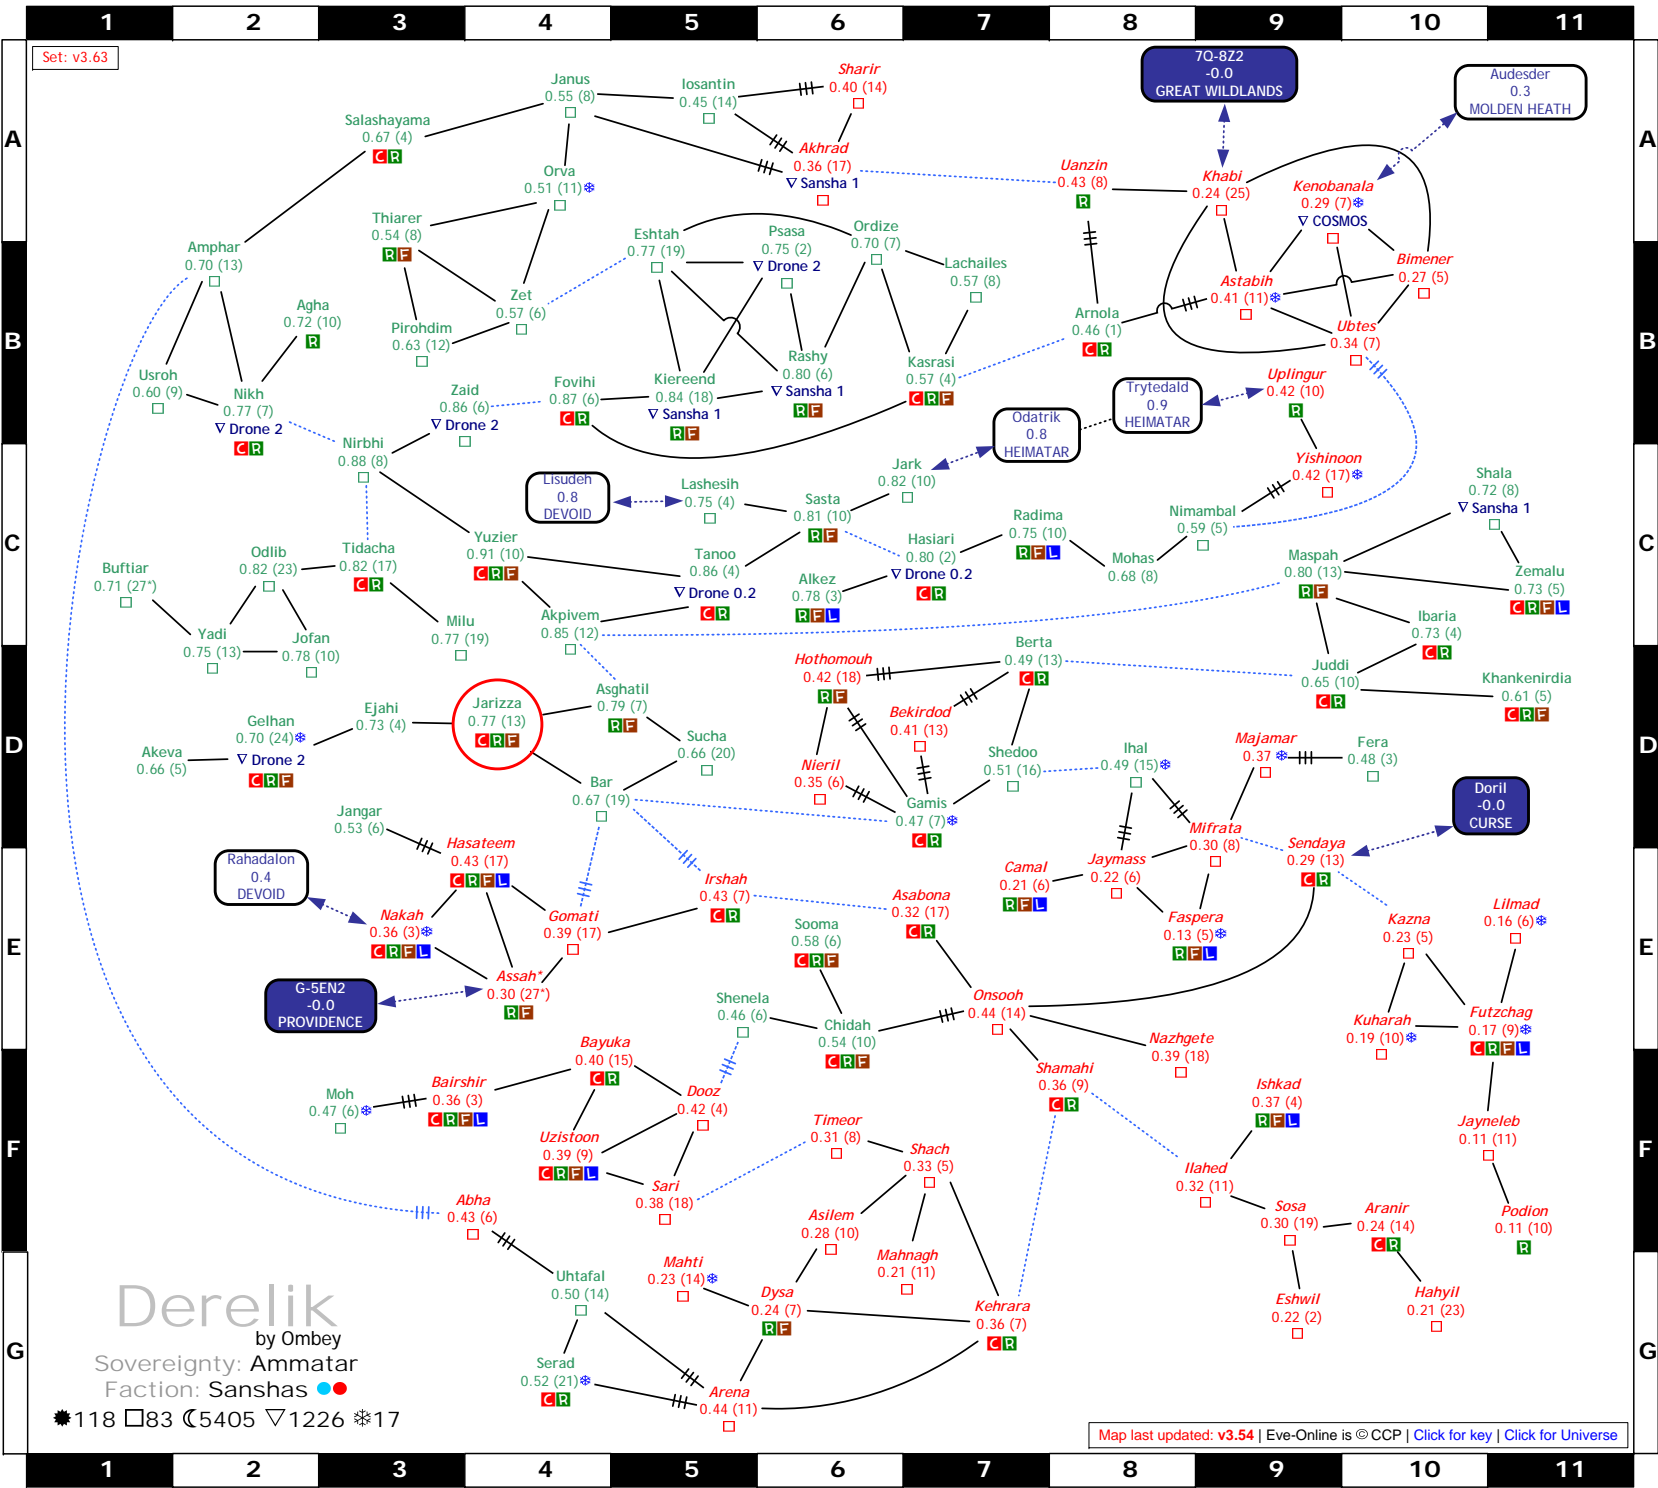 1 2 3 4 5 6 7 8 9 10 11
Set: v3.63
A
Janus
0.55 (8)
Iosantin
0.45 (14)
Sharir
0.40 (14)
7Q-8Z2
-0.0
GREAT WILDLANDS
Audesder
0.3
MOLDEN HEATH
A
Salashayama
0.67 (4)
C R
Akhrad
0.36 (17)
▽ Sansha 1
Orva
0.51 (11)❄
Uanzin
0.43 (8)
R
Khabi
0.24 (25)
Kenobanala
0.29 (7)❄
▽ COSMOS
Thiarer
0.54 (8)
R F
B
Amphar
0.70 (13)
Eshtah
0.77 (19)
Psasa
0.75 (2)
▽ Drone 2
Ordize
0.70 (7)
Lachailes
0.57 (8)
Bimener
0.27 (5)
Astabih
0.41 (11)❄
B
Agha
0.72 (10)
R
Zet
0.57 (6)
Pirohdim
0.63 (12)
Arnola
0.46 (1)
C R
Ubtes
0.34 (7)
Usroh
0.60 (9)
Nikh
0.77 (7)
▽ Drone 2
C R
Zaid
0.86 (6)
▽ Drone 2
Fovihi
0.87 (6)
C R
Kiereend
0.84 (18)
▽ Sansha 1
R F
Rashy
0.80 (6)
▽ Sansha 1
R F
Kasrasi
0.57 (4)
C R F
Trytedald
0.9
HEIMATAR
Uplingur
0.42 (10)
R
Odatrik
0.8
HEIMATAR
C
Nirbhi
0.88 (8)
Lisudeh
0.8
DEVOID
Lashesih
0.75 (4)
Jark
0.82 (10)
Yishinoon
0.42 (17)❄
Shala
0.72 (8)
▽ Sansha 1
Sasta
0.81 (10)
R F
Radima
0.75 (10)
R F L
Nimambal
0.59 (5)
C
Yuzier
0.91 (10)
C R F
Hasiari
0.80 (2)
▽ Drone 0.2
C R
Odlib
0.82 (23)
Tidacha
0.82 (17)
C R
Tanoo
0.86 (4)
▽ Drone 0.2
C R
Mohas
0.68 (8)
Maspah
0.80 (13)
R F
Buftiar
0.71 (27*)
Alkez
0.78 (3)
R F L
Zemalu
0.73 (5)
C R F L
Yadi
0.75 (13)
Jofan
0.78 (10)
Milu
0.77 (19)
Akpivem
0.85 (12)
Ibaria
0.73 (4)
C R
D
Hothomouh
0.42 (18)
R F
Berta
0.49 (13)
C R
Juddi
0.65 (10)
C R
Khankenirdia
0.61 (5)
C R F
Ejahi
0.73 (4)
Jarizza
0.77 (13)
C R F
Asghatil
0.79 (7)
R F
Bekirdod
0.41 (13)
D
Akeva
0.66 (5)
Gelhan
0.70 (24)❄
▽ Drone 2
C R F
Sucha
0.66 (20)
Nieril
0.35 (6)
Shedoo
0.51 (16)
Ihal
0.49 (15)❄
Majamar
0.37 ❄
Fera
0.48 (3)
Bar
0.67 (19)
Gamis
0.47 (7)❄
C R
Doril
-0.0
CURSE
Jangar
0.53 (6)
Mifrata
0.30 (8)
E
Rahadalon
0.4
DEVOID
Hasateem
0.43 (17)
C R F L
Irshah
0.43 (7)
C R
Camal
0.21 (6)
R F L
Jaymass
0.22 (6)
Sendaya
0.29 (13)
C R
Nakah
0.36 (3)❄
C R F L
Gomati
0.39 (17)
Sooma
0.58 (6)
C R F
Asabona
0.32 (17)
C R
Faspera
0.13 (5)❄
R F L
Kazna
0.23 (5)
Lilmad
0.16 (6)❄
E
G-5EN2
-0.0
PROVIDENCE
Assah*
0.30 (27*)
R F
Shenela
0.46 (6)
Chidah
0.54 (10)
C R F
Onsooh
0.44 (14)
Kuharah
0.19 (10)❄
Futzchag
0.17 (9)❄
C R F L
F
Moh
0.47 (6)❄
Bairshir
0.36 (3)
C R F L
Bayuka
0.40 (15)
C R
Dooz
0.42 (4)
Shamahi
0.36 (9)
C R
Nazhgete
0.39 (18)
Ishkad
0.37 (4)
R F L
Uzistoon
0.39 (9)
C R F L
Timeor
0.31 (8)
Shach
0.33 (5)
Ilahed
0.32 (11)
Jayneleb
0.11 (11)
F
Abha
0.43 (6)
Sari
0.38 (18)
Asilem
0.28 (10)
Sosa
0.30 (19)
Aranir
0.24 (14)
C R
Podion
0.11 (10)
R
G
Uhtafal
0.50 (14)
Mahti
0.23 (14)❄
Mahnagh
0.21 (11)
Dysa
0.24 (7)
R F
Kehrara
0.36 (7)
C R
Eshwil
0.22 (2)
Hahyil
0.21 (23)
G
Serad
0.52 (21)❄
C R
Arena
0.44 (11)
Derelik
by Ombey
Sovereignty: Ammatar
Faction: Sanshas
118 83 5405 1226 17
Map last updated: v3.54 | Eve-Online is © CCP | Click for key | Click for Universe
1 2 3 4 5 6 7 8 9 10 11